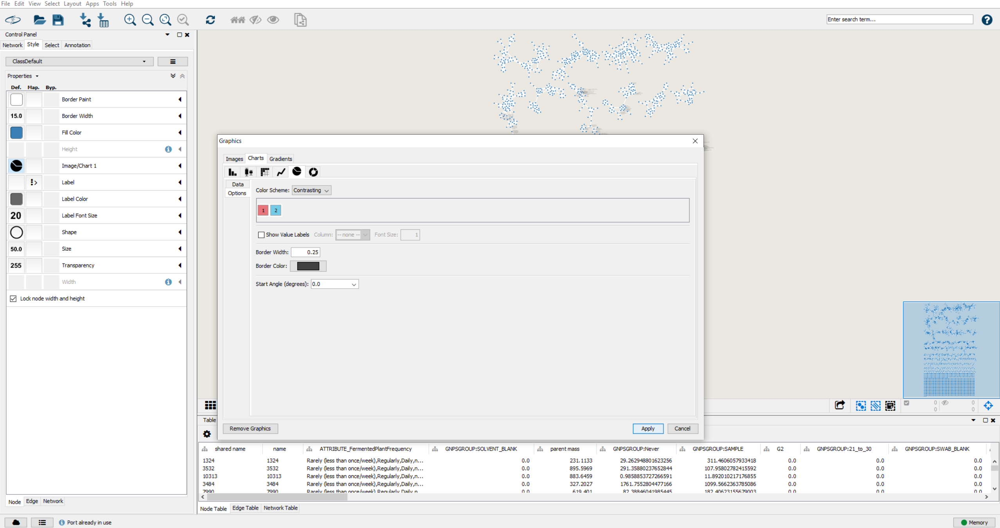 File Edit View Select Layout Apps Tools Help
Enter search term...
Control Panel
Network Style Select Annotation
ClassDefault
Properties
Def. Map. Byp.
Border Paint
15.0 Border Width
Fill Color
Height
Image/Chart 1
Label
Label Color
20 Label Font Size
Shape
50.0 Size
255 Transparency
Width
Lock node width and height
Node Edge Network
Graphics
Images Charts Gradients
Data
Options
Color Scheme: Contrasting
1 2
Show Value Labels Column: -- none -- Font Size: 1
Border Width: 0.25
Border Color:
Start Angle (degrees): 0.0
Remove Graphics Apply Cancel
0 0
0 0
Table
shared name name ATTRIBUTE_FermentedPlantFrequency GNPSGROUP:SOLVENT_BLANK parent mass GNPSGROUP:Never GNPSGROUP:SAMPLE G2 GNPSGROUP:21_to_30 GNPSGROUP:SWAB_BLANK
1324 1324 Rarely (less than once/week),Regularly,Daily,n... 0.0 231.1133 29.262948801623256 311.4606057933418 0.0 0.0 0.0
3532 3532 Rarely (less than once/week),Regularly,Daily,n... 0.0 895.5969 291.35880237652844 107.95802782415592 0.0 0.0 0.0
10313 10313 Rarely (less than once/week),Regularly,Daily,n... 0.0 883.6459 0.9858853727266591 11.892010217176855 0.0 0.0 0.0
3484 3484 Rarely (less than once/week),Regularly,Daily,n... 0.0 327.2027 1761.7552804477166 1099.5662363785086 0.0 0.0 0.0
7990 7990 Rarely (less than once/week),Regularly,Daily,n 0.0 619.401 82.38846041985445 182.40623155679003 0.0 0.0 0.0
Node Table Edge Table Network Table
Port already in use
Memory